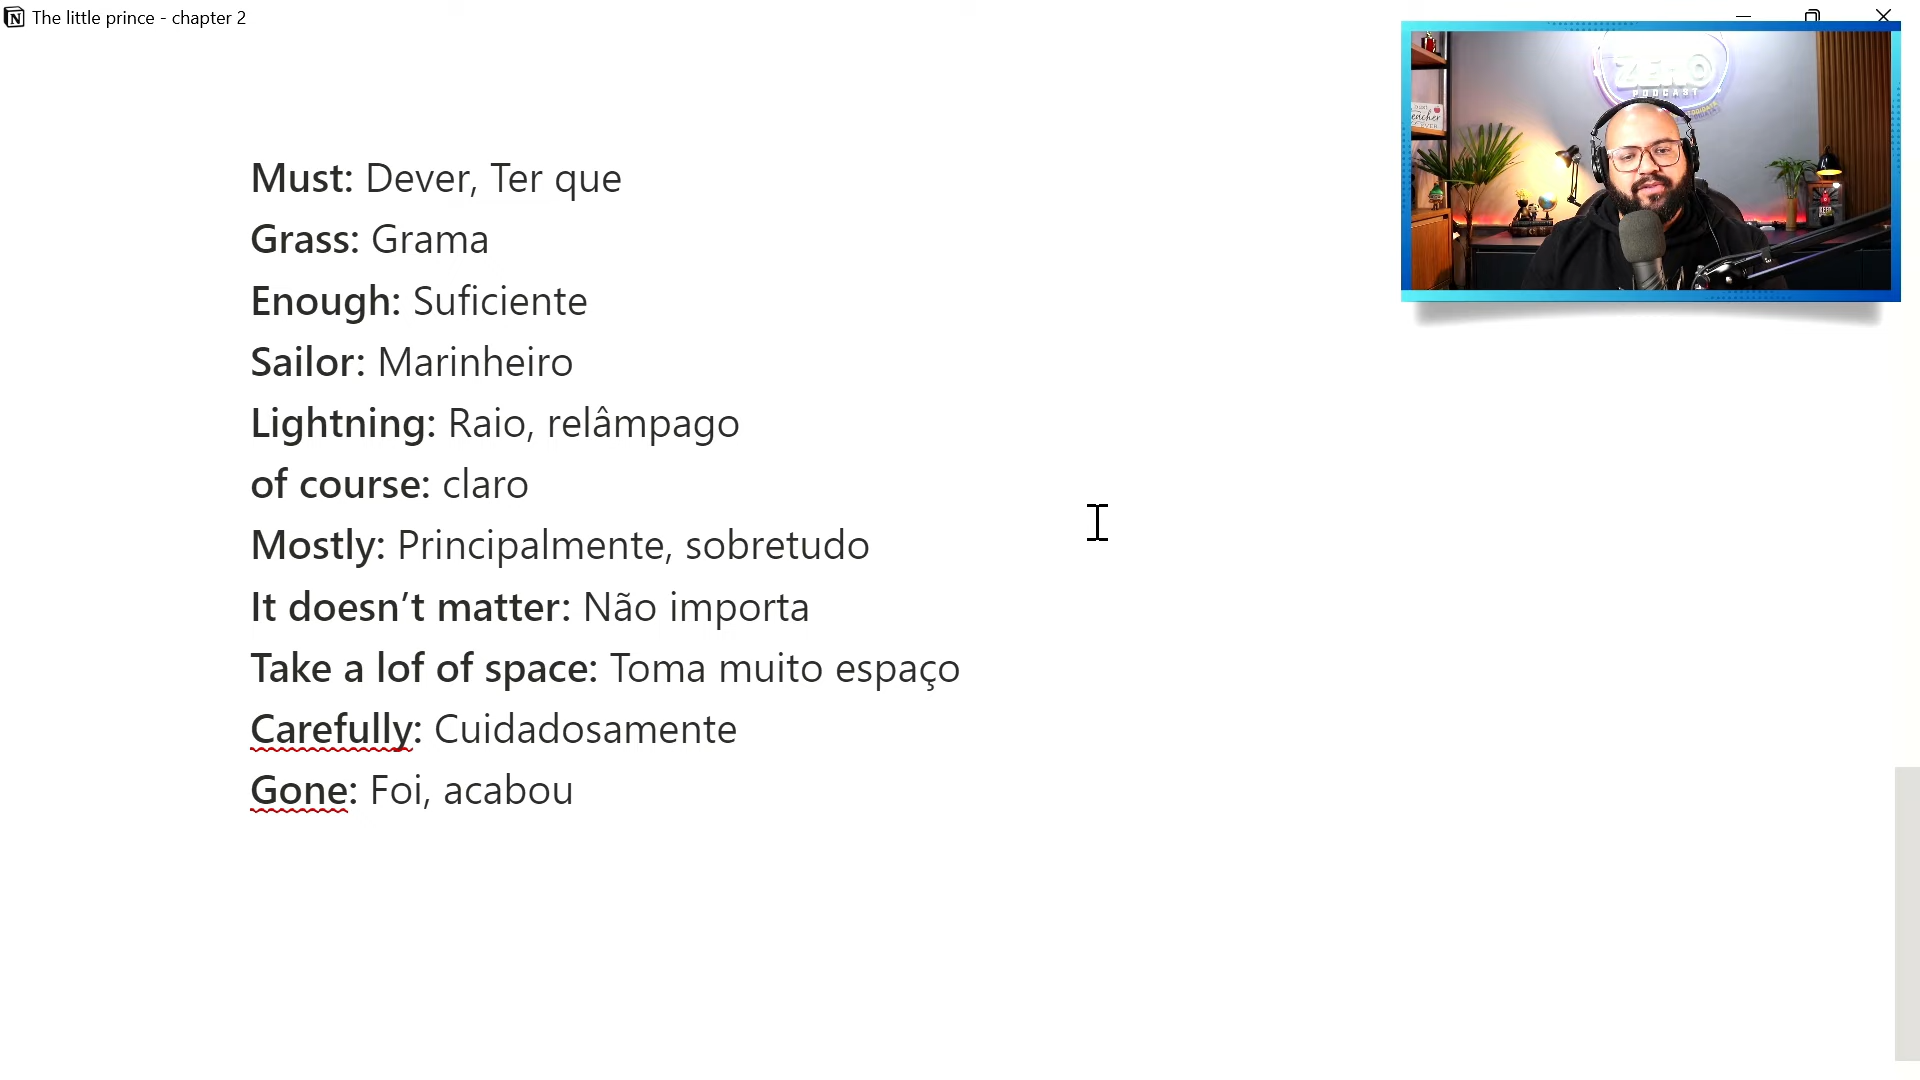 The little prince - chapter 2
ZERO
PODCAST
Must: Dever, Ter que
Grass: Grama
Enough: Suficiente
Sailor: Marinheiro
Lightning: Raio, relâmpago
of course: claro
Mostly: Principalmente, sobretudo
It doesn’t matter: Não importa
Take a lof of space: Toma muito espaço
Carefully: Cuidadosamente
Gone: Foi, acabou